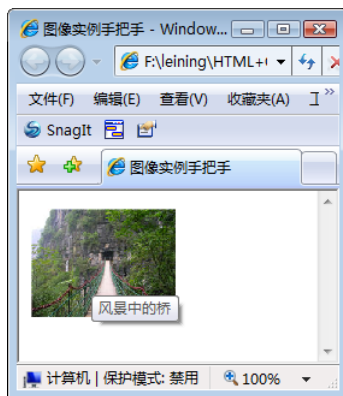 图像实例手把手 - Window...
F:\leining\HTML+(
文件(F) 编辑(E) 查看(V) 收藏夹(A) 工 »
SnagIt
图像实例手把手
风景中的桥
计算机 | 保护模式: 禁用 100%